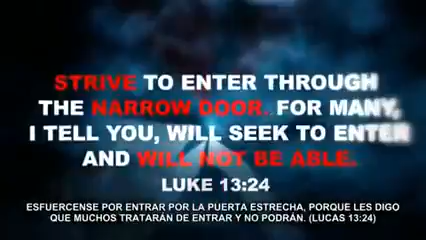 STRIVE TO ENTER THROUGH
THE NARROW DOOR. FOR MANY,
I TELL YOU, WILL SEEK TO ENTER
AND WILL NOT BE ABLE.
LUKE 13:24
ESFUERCENSE POR ENTRAR POR LA PUERTA ESTRECHA, PORQUE LES DIGO
QUE MUCHOS TRATARÁN DE ENTRAR Y NO PODRÁN. (LUCAS 13:24)